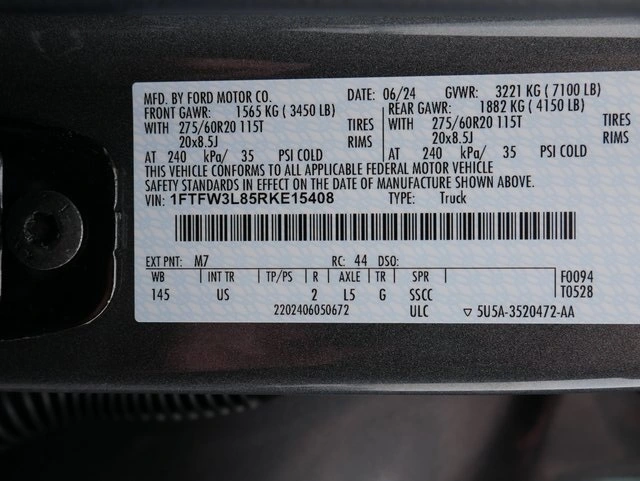 MFD. BY FORD MOTOR CO. DATE: 06/24 GVWR: 3221 KG ( 7100 LB)
FRONT GAWR: 1565 KG ( 3450 LB) REAR GAWR: 1882 KG ( 4150 LB)
WITH 275/60R20 115T TIRES WITH 275/60R20 115T TIRES
20x8.5J RIMS 20x8.5J RIMS
AT 240 kPa/ 35 PSI COLD AT 240 kPa/ 35 PSI COLD
THIS VEHICLE CONFORMS TO ALL APPLICABLE FEDERAL MOTOR VEHICLE
SAFETY STANDARDS IN EFFECT ON THE DATE OF MANUFACTURE SHOWN ABOVE.
VIN: 1FTFW3L85RKE15408 TYPE: Truck
EXT PNT: M7 RC: 44 DSO:
WB INT TR TP/PS R AXLE TR SPR F0094
145 US 2 L5 G SSCC T0528
2202406050672 ULC ▽ 5U5A-3520472-AA